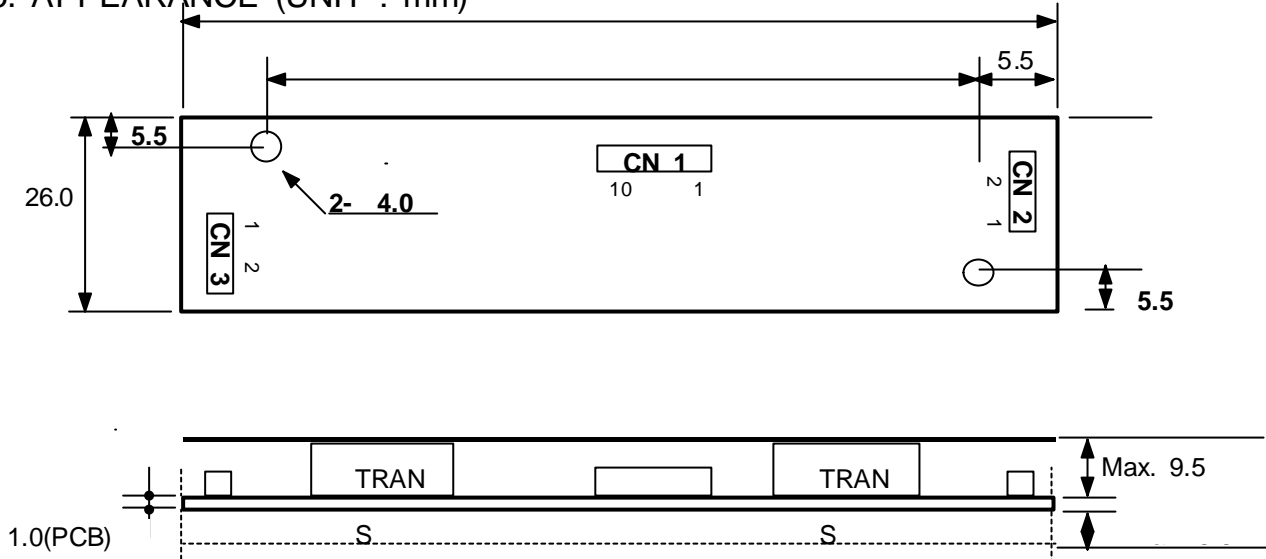 APPEARANCE (UNIT : mm)
5.5
5.5
CN 1
10 1
2- 4.0
26.0
CN 2
2
1
CN 3
1
2
5.5
TRAN
TRAN
Max. 9.5
1.0(PCB)
S
S